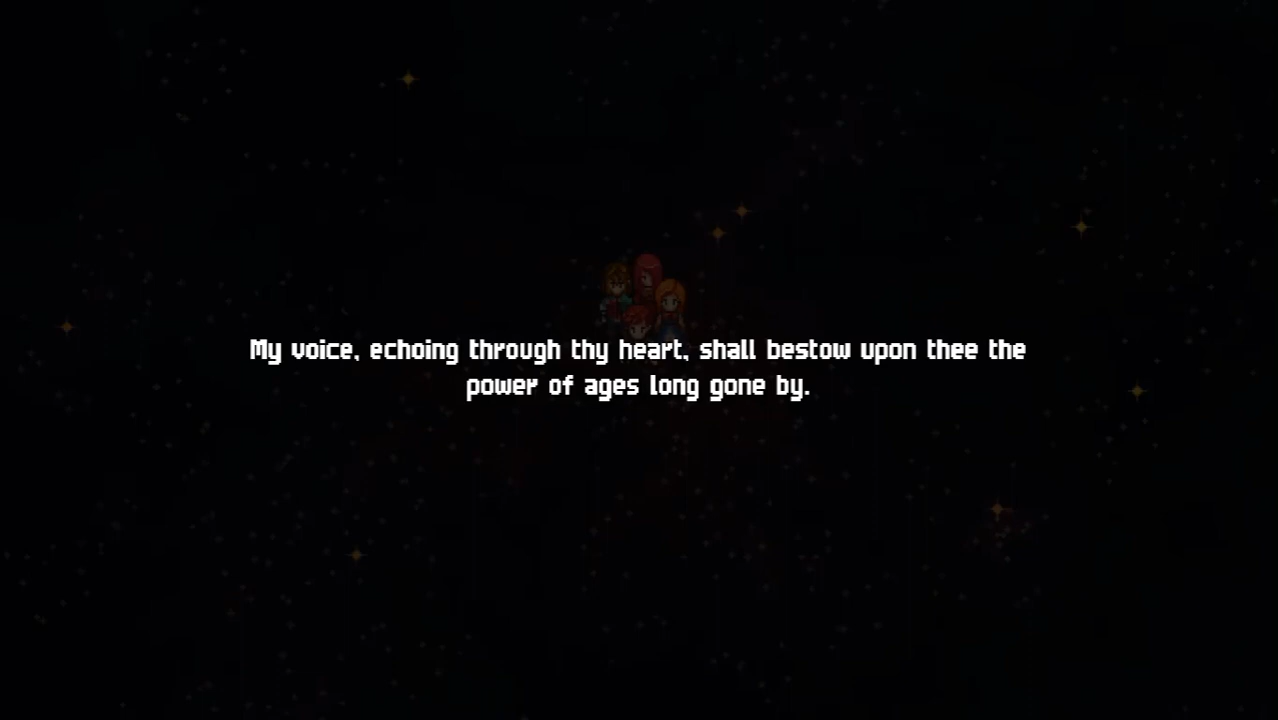 My voice, echoing through thy heart, shall bestow upon thee the
power of ages long gone by.